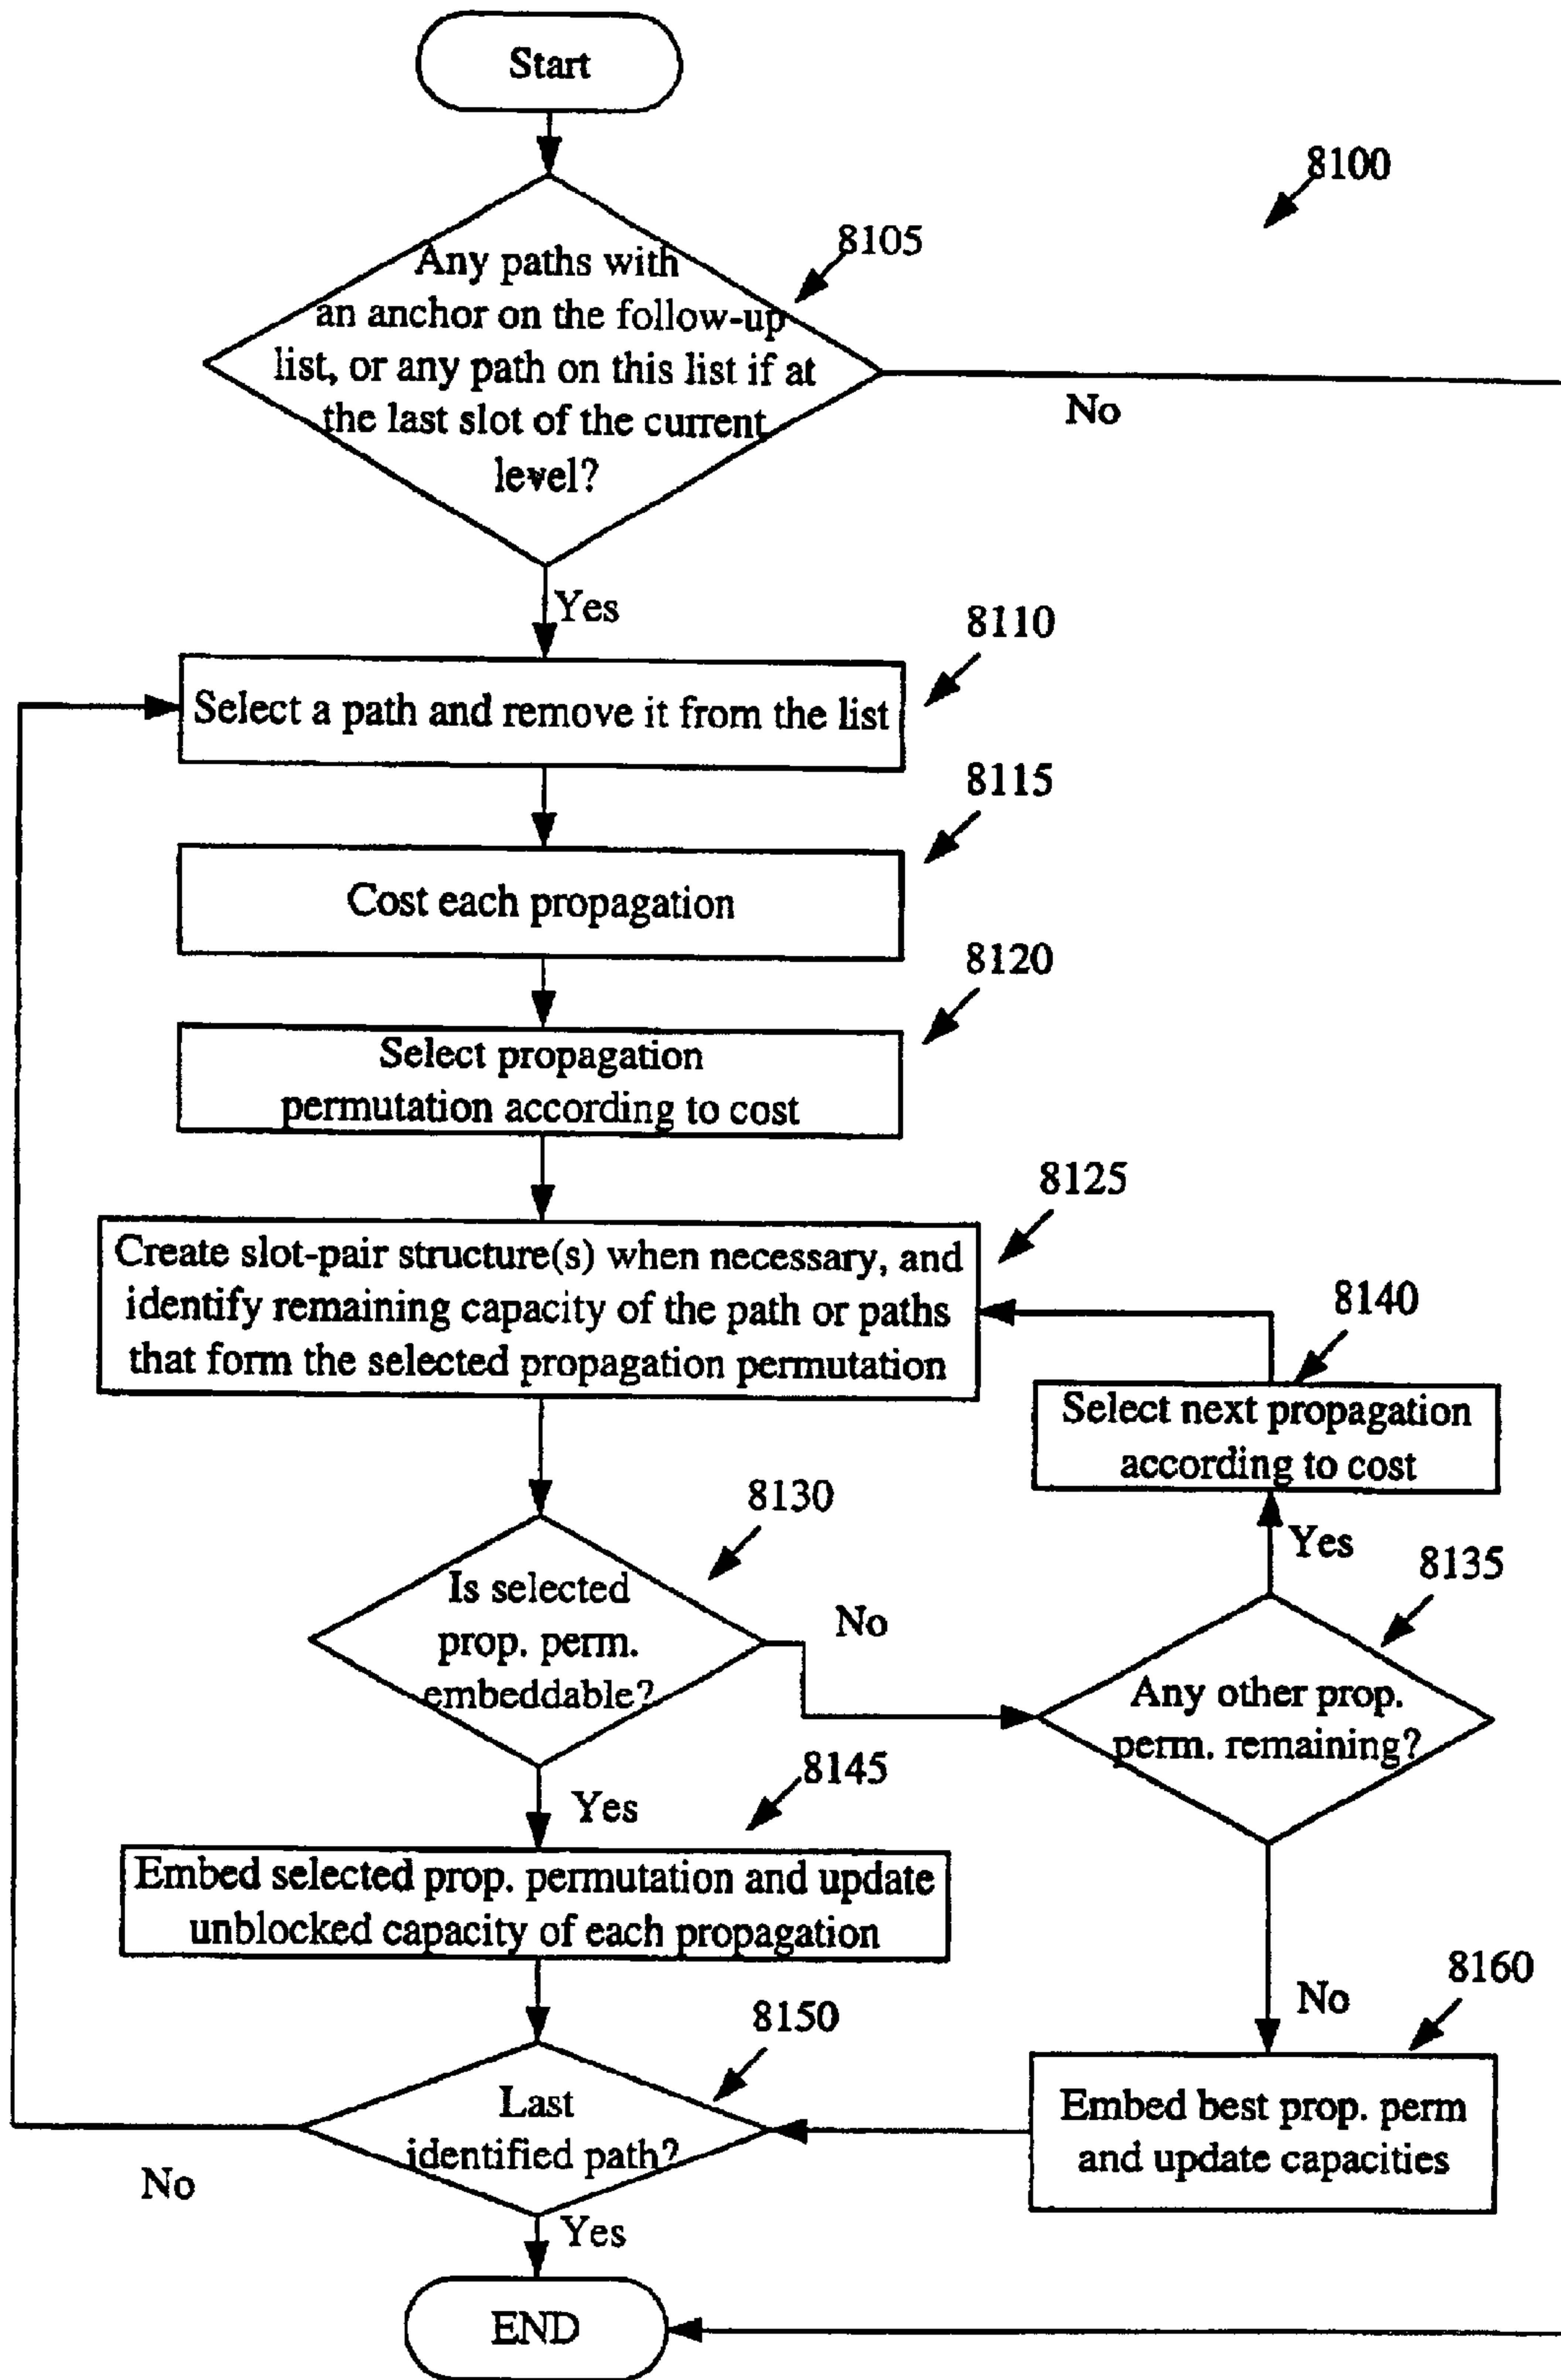 Start
8100
8105
Any paths with
an anchor on the follow-up
list, or any path on this list if at
the last slot of the current
level?
No
Yes
8110
Select a path and remove it from the list
8115
Cost each propagation
8120
Select propagation
permutation according to cost
8125
Create slot-pair structure(s) when necessary, and
identify remaining capacity of the path or paths
that form the selected propagation permutation
8140
Select next propagation
according to cost
8130
Is selected
prop. perm.
embeddable?
No
Yes
8135
Any other prop.
perm. remaining?
8145
Yes
Embed selected prop. permutation and update
unblocked capacity of each propagation
No
8160
Embed best prop. perm
and update capacities
8150
Last
identified path?
No
Yes
END